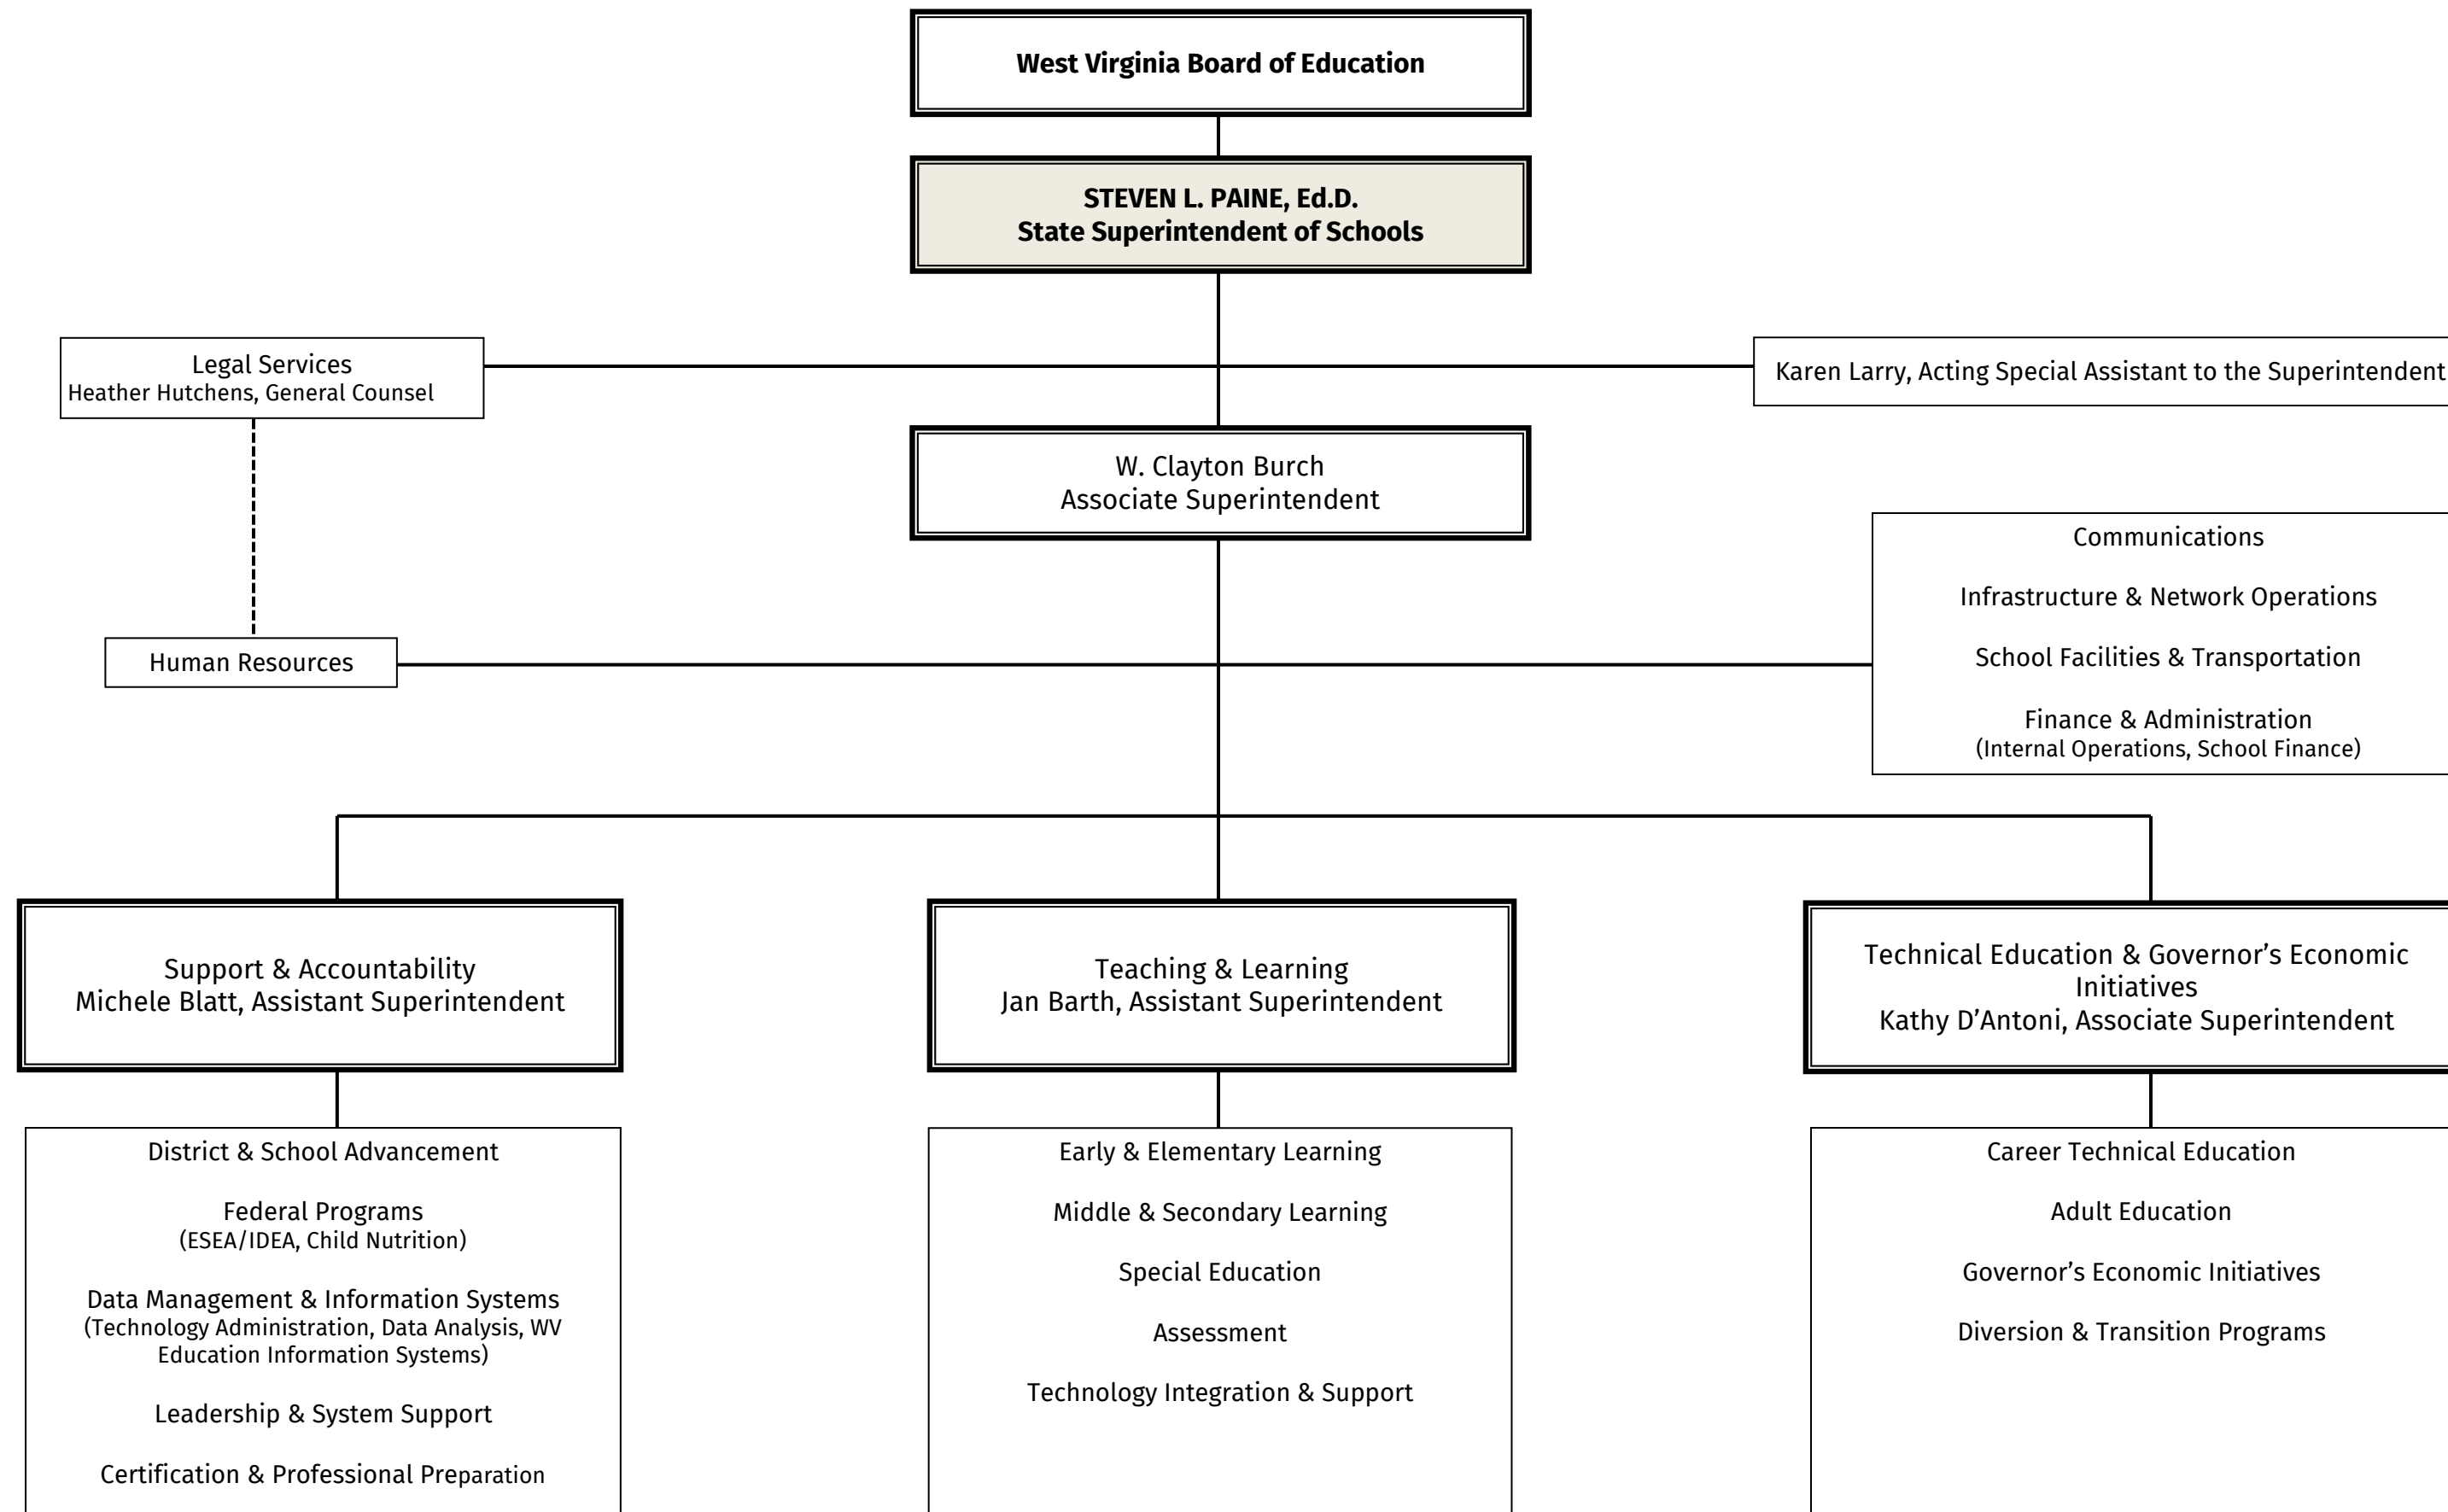 West Virginia Board of Education
STEVEN L. PAINE, Ed.D.
State Superintendent of Schools
Legal Services
Heather Hutchens, General Counsel
Karen Larry, Acting Special Assistant to the Superintendent
W. Clayton Burch
Associate Superintendent
Communications
Infrastructure & Network Operations
School Facilities & Transportation
Finance & Administration
(Internal Operations, School Finance)
Human Resources
Support & Accountability
Michele Blatt, Assistant Superintendent
Teaching & Learning
Jan Barth, Assistant Superintendent
Technical Education & Governor’s Economic
Initiatives
Kathy D’Antoni, Associate Superintendent
District & School Advancement
Federal Programs
(ESEA/IDEA, Child Nutrition)
Data Management & Information Systems
(Technology Administration, Data Analysis, WV
Education Information Systems)
Leadership & System Support
Certification & Professional Preparation
Early & Elementary Learning
Middle & Secondary Learning
Special Education
Assessment
Technology Integration & Support
Career Technical Education
Adult Education
Governor’s Economic Initiatives
Diversion & Transition Programs